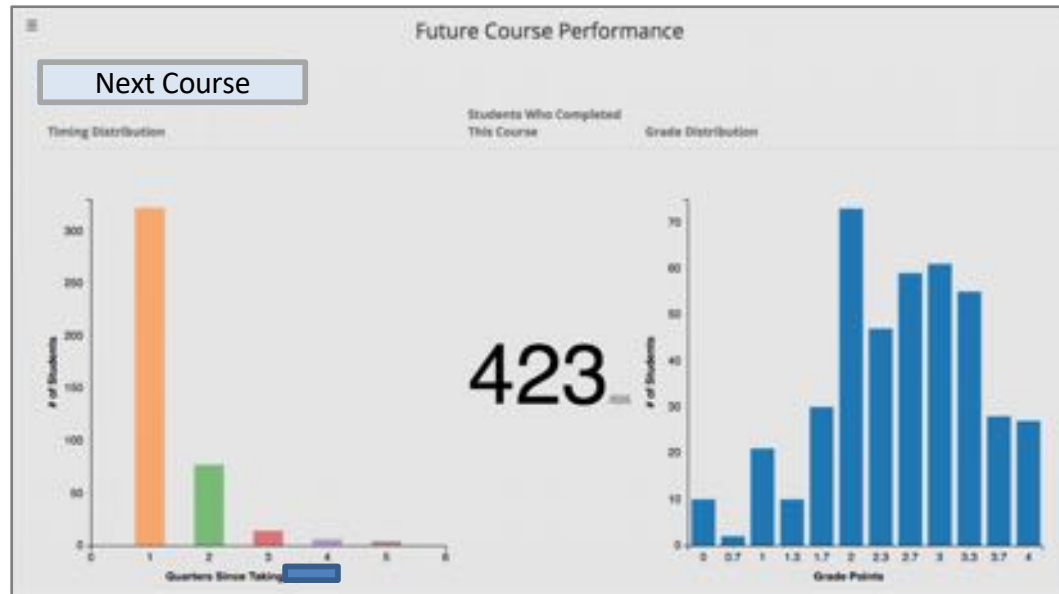 Future Course Performance
Next Course
Timing Distribution
Students Who Completed
This Course
Grade Distribution
# of Students
300
250
200
150
100
50
0
0 1 2 3 4 5 6
Quarters Since Taking
423
# of Students
70
60
50
40
30
20
10
0
0 0.7 1 1.3 1.7 2 2.3 2.7 3 3.3 3.7 4
Grade Points